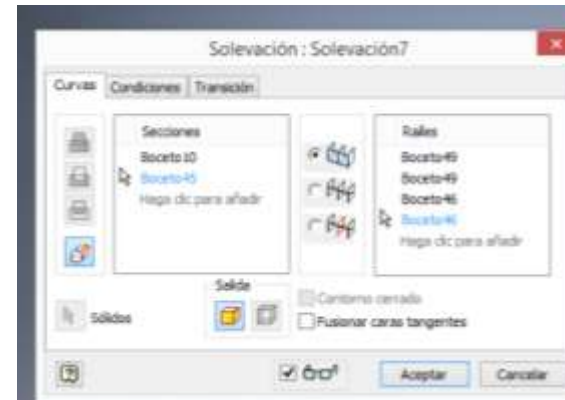 Solevación : Solevación7
Curvas Condiciones Transición
Secciones
Boceto10
Boceto45
Haga clic para añadir
Raíles
Boceto49
Boceto49
Boceto46
Boceto46
Haga clic para añadir
Sólidos
Salida
Contorno cerrado
Fusionar caras tangentes
Aceptar
Cancelar